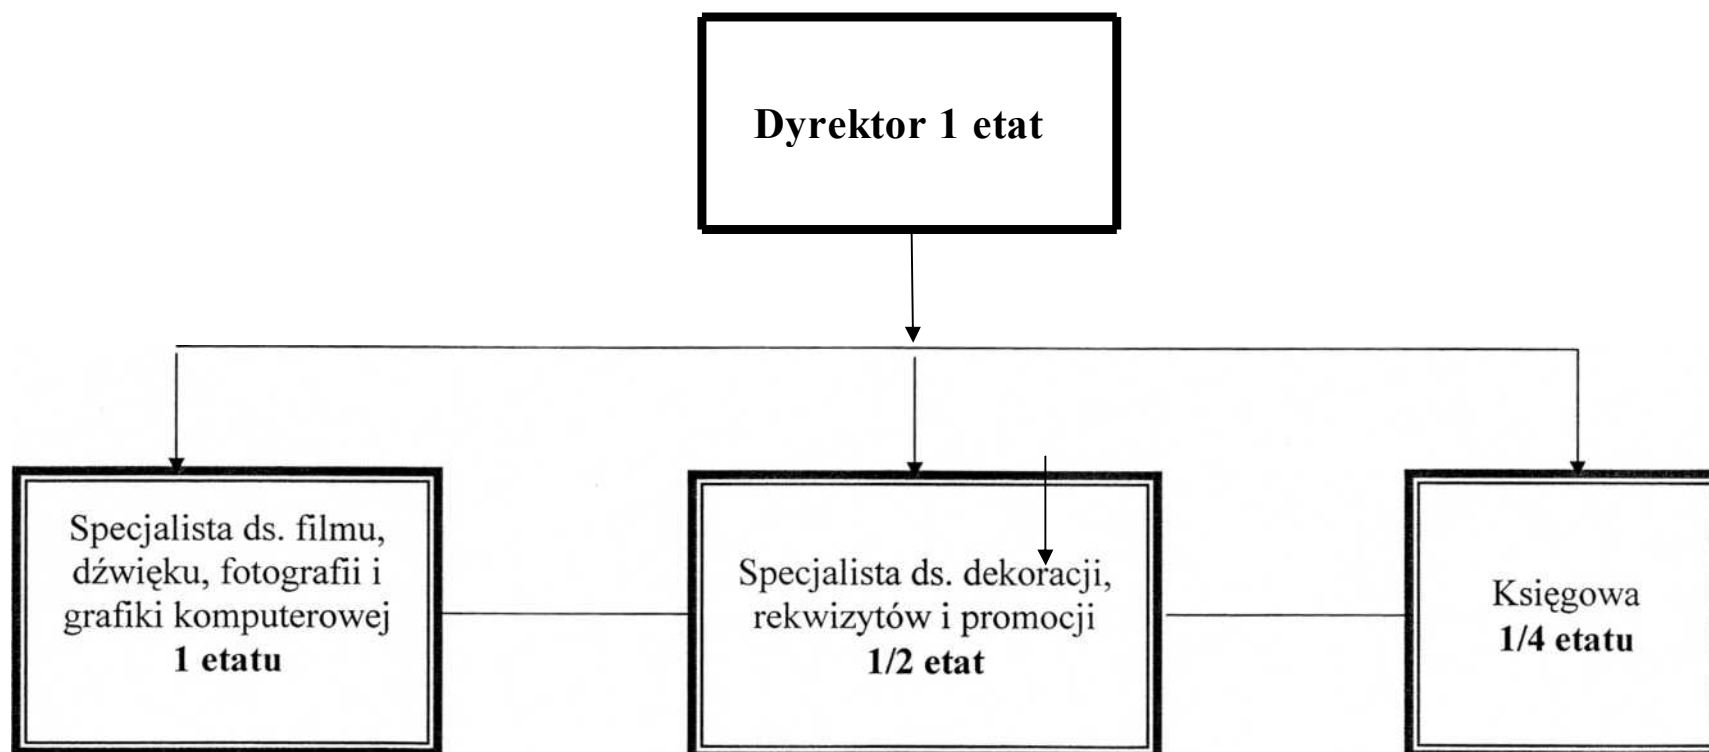 Dyrektor 1 etat
Specjalista ds. filmu,
dźwięku, fotografii i
grafiki komputerowej
1 etatu
Specjalista ds. dekoracji,
rekwizytów i promocji
1/2 etat
Księgowa
1/4 etatu